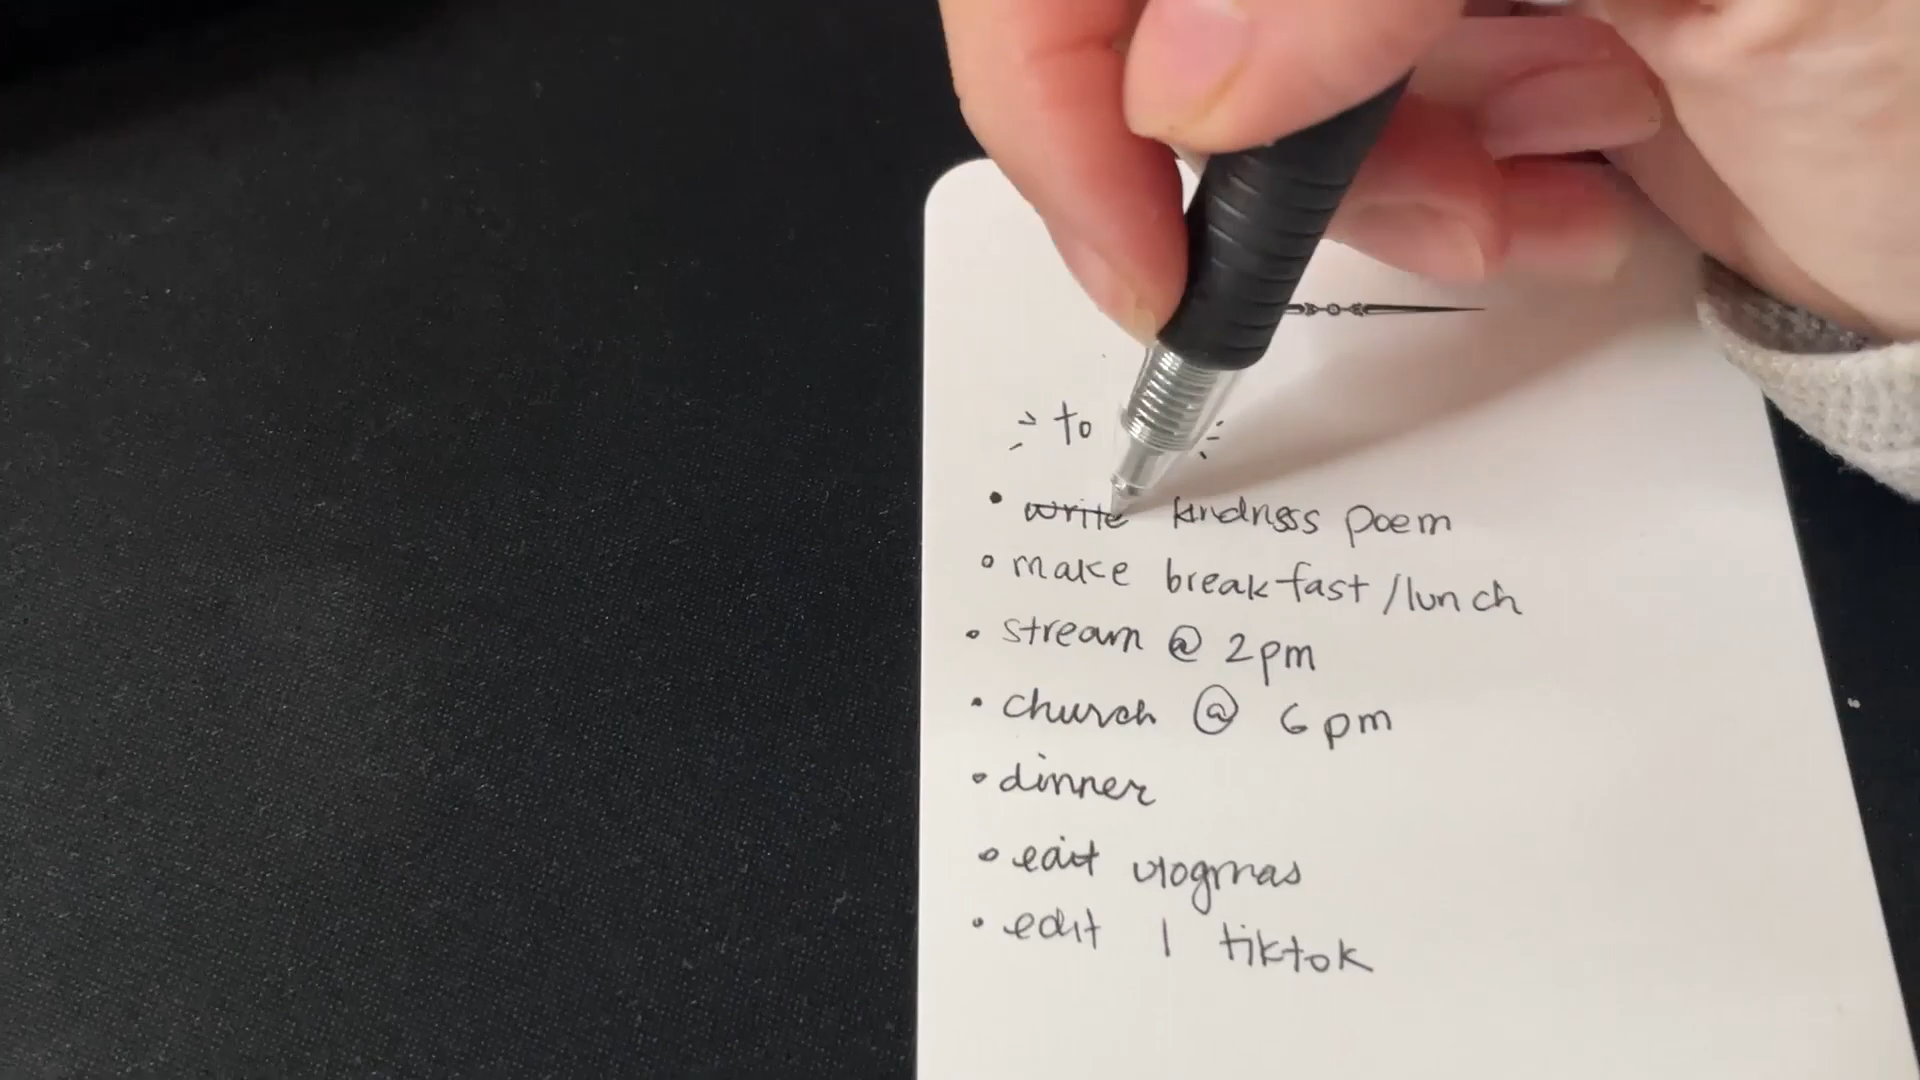 to
• write kindness poem
• make breakfast/lunch
• stream @ 2pm
• church @ 6pm
• dinner
• edit vlogmas
• edit 1 tiktok